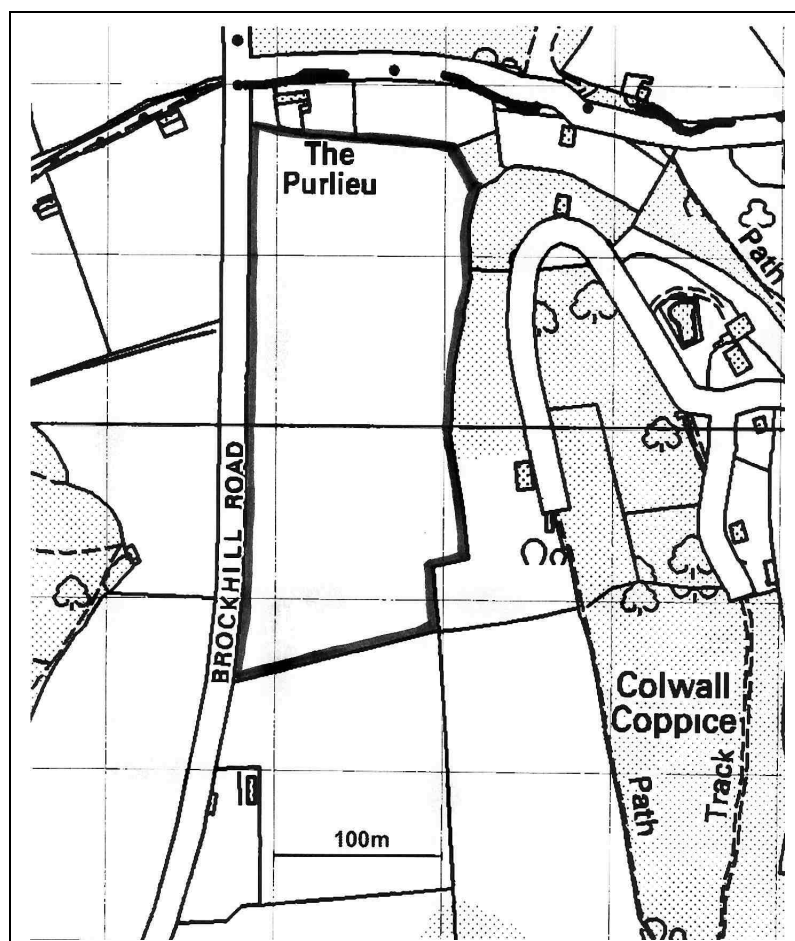 The
Purlieu
Path
BROCKHILL ROAD
Colwall
Coppice
Path
Track
100m